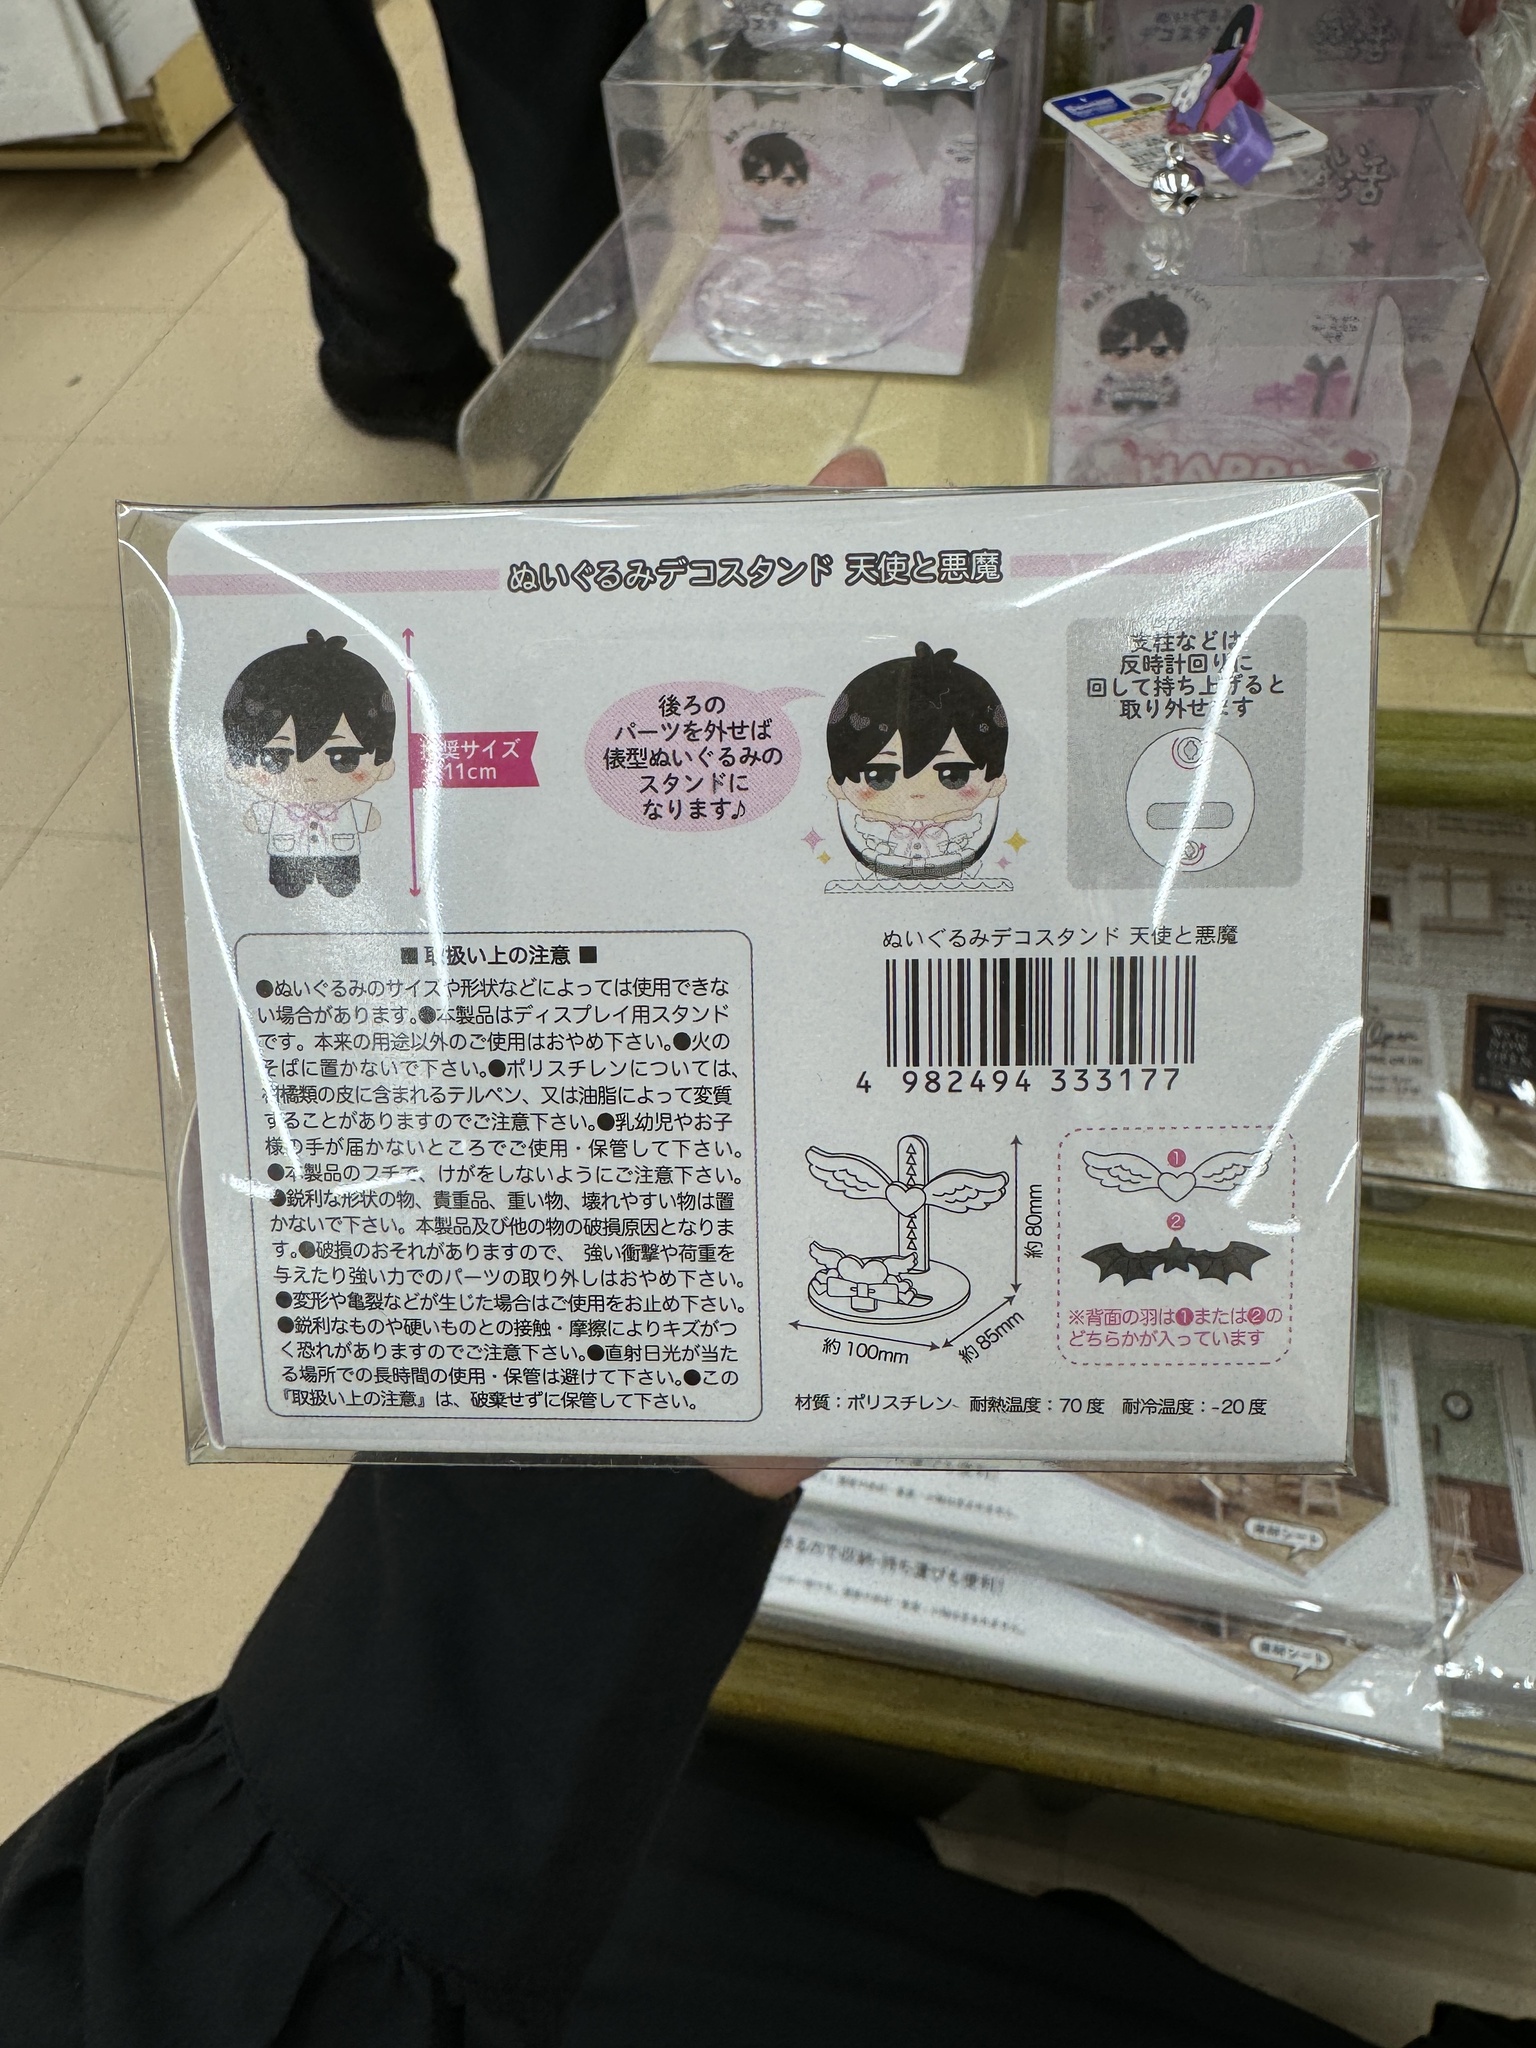 ぬいぐるみデコスタンド 天使と悪魔
推奨サイズ
11cm
後ろの
パーツを外せば
俵型ぬいぐるみの
スタンドに
なります♪
支柱などは
反時計回りに
回して持ち上げると
取り外せます
■ 取扱い上の注意 ■
●ぬいぐるみのサイズや形状などによっては使用できな
い場合があります。●本製品はディスプレイ用スタンド
です。本来の用途以外のご使用はおやめ下さい。●火の
そばに置かないで下さい。●ポリスチレンについては、
柑橘類の皮に含まれるテルペン、又は油脂によって変質
することがありますのでご注意下さい。●乳幼児やお子
様の手が届かないところでご使用・保管して下さい。
●本製品のフチで、けがをしないようにご注意下さい。
●鋭利な形状の物、貴重品、重い物、壊れやすい物は置
かないで下さい。本製品及び他の物の破損原因となりま
す。●破損のおそれがありますので、 強い衝撃や荷重を
与えたり強い力でのパーツの取り外しはおやめ下さい。
●変形や亀裂などが生じた場合はご使用をお止め下さい。
●鋭利なものや硬いものとの接触・摩擦によりキズがつ
く恐れがありますのでご注意下さい。●直射日光が当た
る場所での長時間の使用・保管は避けて下さい。●この
『取扱い上の注意』は、破棄せずに保管して下さい。
ぬいぐるみデコスタンド 天使と悪魔
4 982494 333177
約80mm
約100mm
約85mm
1
2
※背面の羽は❶または❷の
どちらかが入っています
材質：ポリスチレン 耐熱温度：70度 耐冷温度：-20度
HAPPY